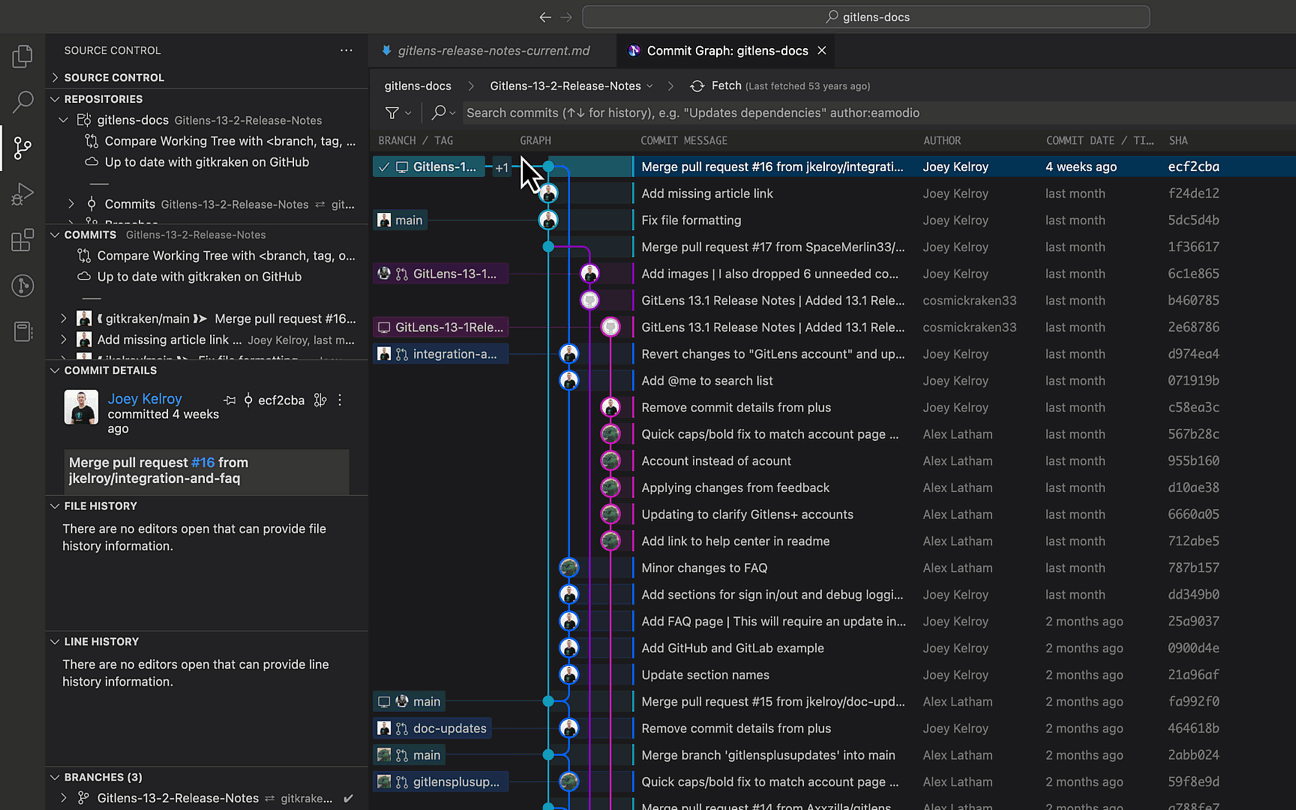 gitlens-docs
SOURCE CONTROL
SOURCE CONTROL
REPOSITORIES
gitlens-docs Gitlens-13-2-Release-Notes
Compare Working Tree with <branch, tag, ...
Up to date with gitkraken on GitHub
Commits Gitlens-13-2-Release-Notes ⇄ git...
COMMITS Gitlens-13-2-Release-Notes
Compare Working Tree with <branch, tag, o...
Up to date with gitkraken on GitHub
gitkraken/main Merge pull request #16...
Add missing article link ... Joey Kelroy, last m...
COMMIT DETAILS
Joey Kelroy ecf2cba
committed 4 weeks
ago
Merge pull request #16 from
jkelroy/integration-and-faq
FILE HISTORY
There are no editors open that can provide file
history information.
LINE HISTORY
There are no editors open that can provide line
history information.
BRANCHES (3)
Gitlens-13-2-Release-Notes ⇄ gitkrake... ✓
gitlens-release-notes-current.md
Commit Graph: gitlens-docs
gitlens-docs > Gitlens-13-2-Release-Notes > Fetch (Last fetched 53 years ago)
Search commits (↑↓ for history), e.g. "Updates dependencies" author:eamodio
BRANCH / TAG GRAPH COMMIT MESSAGE AUTHOR COMMIT DATE / TI... SHA
Gitlens-1... +1 Merge pull request #16 from jkelroy/integrati... Joey Kelroy 4 weeks ago ecf2cba
Add missing article link Joey Kelroy last month f24de12
main Fix file formatting Joey Kelroy last month 5dc5d4b
Merge pull request #17 from SpaceMerlin33/... Joey Kelroy last month 1f36617
GitLens-13-1... Add images | I also dropped 6 unneeded co... Joey Kelroy last month 6c1e865
GitLens 13.1 Release Notes | Added 13.1 Rele... cosmickraken33 last month b460785
GitLens-13-1Rele... GitLens 13.1 Release Notes | Added 13.1 Rele... cosmickraken33 last month 2e68786
integration-a... Revert changes to "GitLens account" and up... Joey Kelroy last month d974ea4
Add @me to search list Joey Kelroy last month 071919b
Remove commit details from plus Joey Kelroy last month c58ea3c
Quick caps/bold fix to match account page ... Alex Latham last month 567b28c
Account instead of acount Alex Latham last month 955b160
Applying changes from feedback Alex Latham last month d10ae38
Updating to clarify Gitlens+ accounts Alex Latham last month 6660a05
Add link to help center in readme Alex Latham last month 712abe5
Minor changes to FAQ Alex Latham last month 787b157
Add sections for sign in/out and debug loggi... Joey Kelroy last month dd349b0
Add FAQ page | This will require an update in... Joey Kelroy 2 months ago 25a9037
Add GitHub and GitLab example Joey Kelroy 2 months ago 0900d4e
Update section names Joey Kelroy 2 months ago 21a96af
main Merge pull request #15 from jkelroy/doc-upd... Alex Latham 2 months ago fa992f0
doc-updates Remove commit details from plus Joey Kelroy 2 months ago 464618b
main Merge branch 'gitlensplusupdates' into main Alex Latham 2 months ago 2abb024
gitlensplusup... Quick caps/bold fix to match account page ... Alex Latham 2 months ago 59f8e9d
Merge pull request #14 from Axxzilla/gitlens...